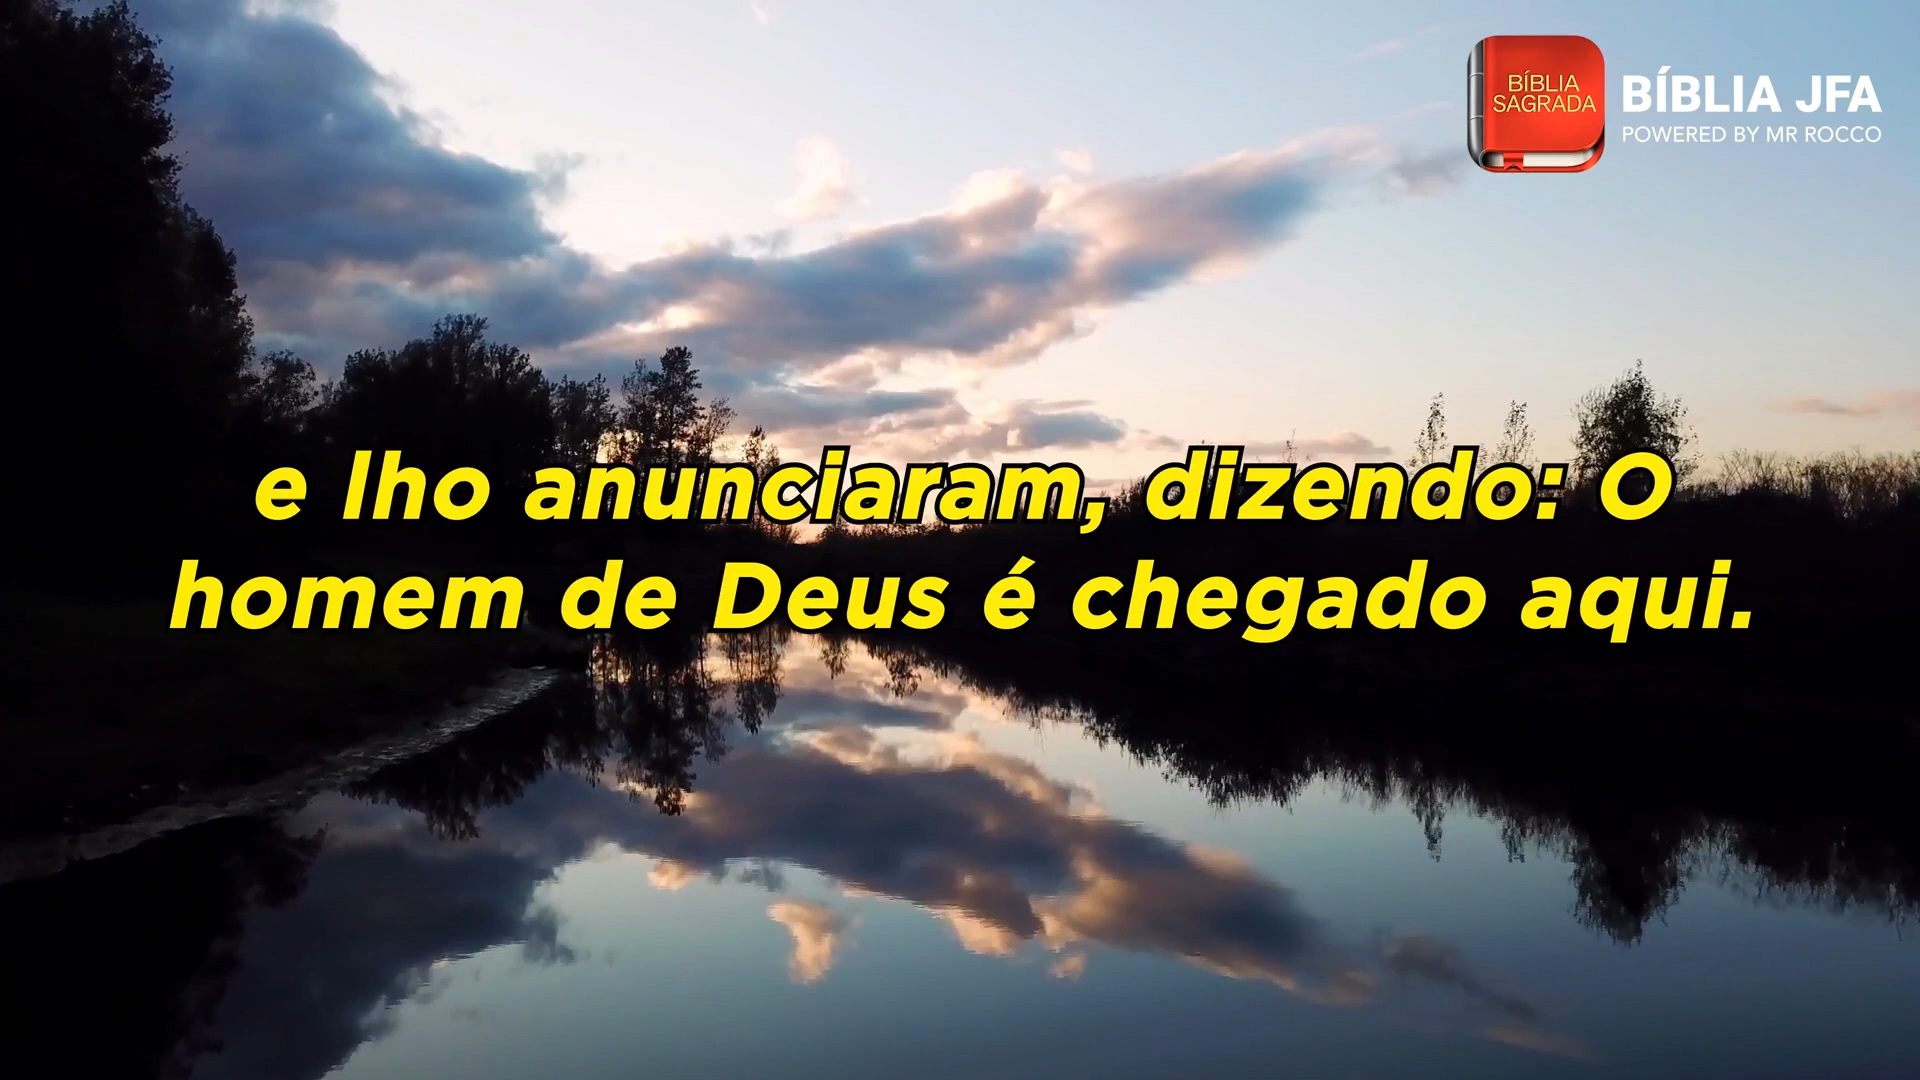 BÍBLIA
SAGRADA
BÍBLIA JFA
POWERED BY MR ROCCO
e lho anunciaram, dizendo: O
homem de Deus é chegado aqui.